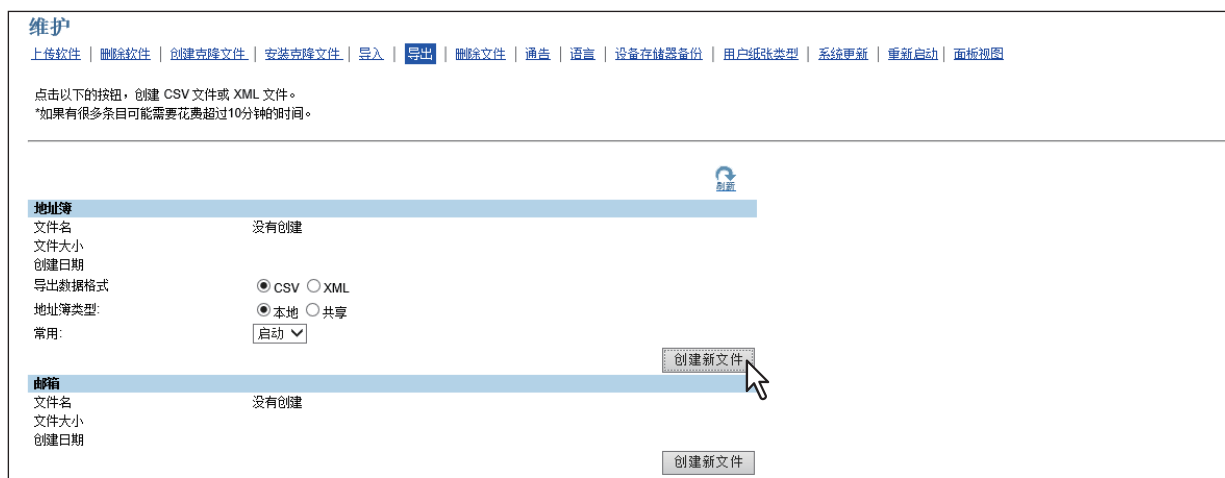 维护
上传软件 | 删除软件 | 创建克隆文件 | 安装克隆文件 | 导入 | 导出 | 删除文件 | 通告 | 语言 | 设备存储器备份 | 用户纸张类型 | 系统更新 | 重新启动 | 面板视图
点击以下的按钮，创建 CSV 文件或 XML 文件。
*如果有很多条目可能需要花费超过10分钟的时间。
刷新
地址簿
文件名 没有创建
文件大小
创建日期
导出数据格式 CSV XML
地址簿类型: 本地 共享
常用: 启动
创建新文件
邮箱
文件名 没有创建
文件大小
创建日期
创建新文件